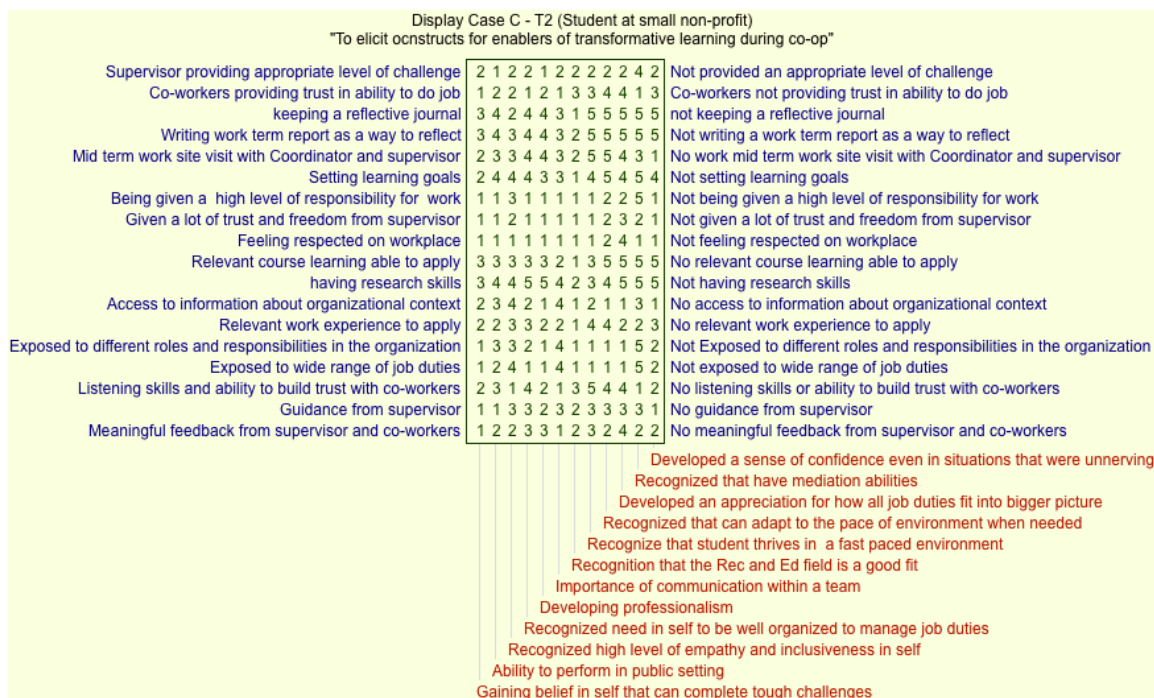 Display Case C - T2 (Student at small non-profit)
"To elicit ocnstructs for enablers of transformative learning during co-op"
Supervisor providing appropriate level of challenge 2 1 2 2 1 2 2 2 2 2 4 2 Not provided an appropriate level of challenge
Co-workers providing trust in ability to do job 1 2 2 1 2 1 3 3 4 4 1 3 Co-workers not providing trust in ability to do job
keeping a reflective journal 3 4 2 4 4 3 1 5 5 5 5 5 not keeping a reflective journal
Writing work term report as a way to reflect 3 4 3 4 4 3 2 5 5 5 5 5 Not writing a work term report as a way to reflect
Mid term work site visit with Coordinator and supervisor 2 3 3 4 4 3 2 5 5 4 3 1 No work mid term work site visit with Coordinator and supervisor
Setting learning goals 2 4 4 4 3 3 1 4 5 4 5 4 Not setting learning goals
Being given a high level of responsibility for work 1 1 3 1 1 1 1 1 2 2 5 1 Not being given a high level of responsibility for work
Given a lot of trust and freedom from supervisor 1 1 2 1 1 1 1 1 2 3 2 1 Not given a lot of trust and freedom from supervisor
Feeling respected on workplace 1 1 1 1 1 1 1 1 2 4 1 1 Not feeling respected on workplace
Relevant course learning able to apply 3 3 3 3 3 2 1 3 5 5 5 5 No relevant course learning able to apply
having research skills 3 4 4 5 5 4 2 3 4 5 5 5 Not having research skills
Access to information about organizational context 2 3 4 2 1 4 1 2 1 1 3 1 No access to information about organizational context
Relevant work experience to apply 2 2 3 3 2 2 1 4 4 2 2 3 No relevant work experience to apply
Exposed to different roles and responsibilities in the organization 1 3 3 2 1 4 1 1 1 1 5 2 Not Exposed to different roles and responsibilities in the organization
Exposed to wide range of job duties 1 2 4 1 1 4 1 1 1 1 5 2 Not exposed to wide range of job duties
Listening skills and ability to build trust with co-workers 2 3 1 4 2 1 3 5 4 4 1 2 No listening skills or ability to build trust with co-workers
Guidance from supervisor 1 1 3 3 2 3 2 3 3 3 3 1 No guidance from supervisor
Meaningful feedback from supervisor and co-workers 1 2 2 3 3 1 2 3 2 4 2 2 No meaningful feedback from supervisor and co-workers
Developed a sense of confidence even in situations that were unnerving
Recognized that have mediation abilities
Developed an appreciation for how all job duties fit into bigger picture
Recognized that can adapt to the pace of environment when needed
Recognize that student thrives in a fast paced environment
Recognition that the Rec and Ed field is a good fit
Importance of communication within a team
Developing professionalism
Recognized need in self to be well organized to manage job duties
Recognized high level of empathy and inclusiveness in self
Ability to perform in public setting
Gaining belief in self that can complete tough challenges